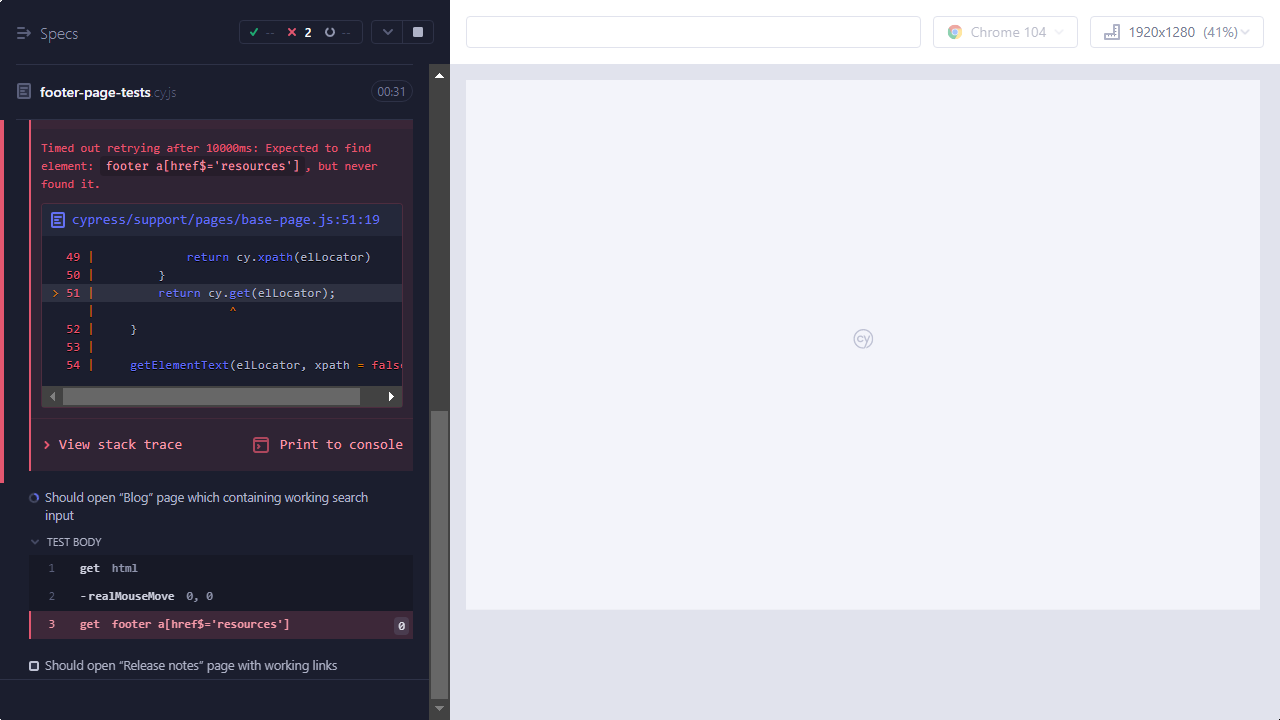 Specs
-- 2 --
Chrome 104
1920x1280 (41%)
footer-page-tests cy.js
00:31
Timed out retrying after 10000ms: Expected to find
element: footer a[href$='resources'], but never
found it.
cypress/support/pages/base-page.js:51:19
49 | return cy.xpath(elLocator)
50 | }
> 51 | return cy.get(elLocator);
| ^
52 | }
53 |
54 | getElementText(elLocator, xpath = false
View stack trace
Print to console
Should open “Blog” page which containing working search
input
TEST BODY
1 get html
2 -realMouseMove 0, 0
3 get footer a[href$='resources'] 0
Should open “Release notes” page with working links
cy